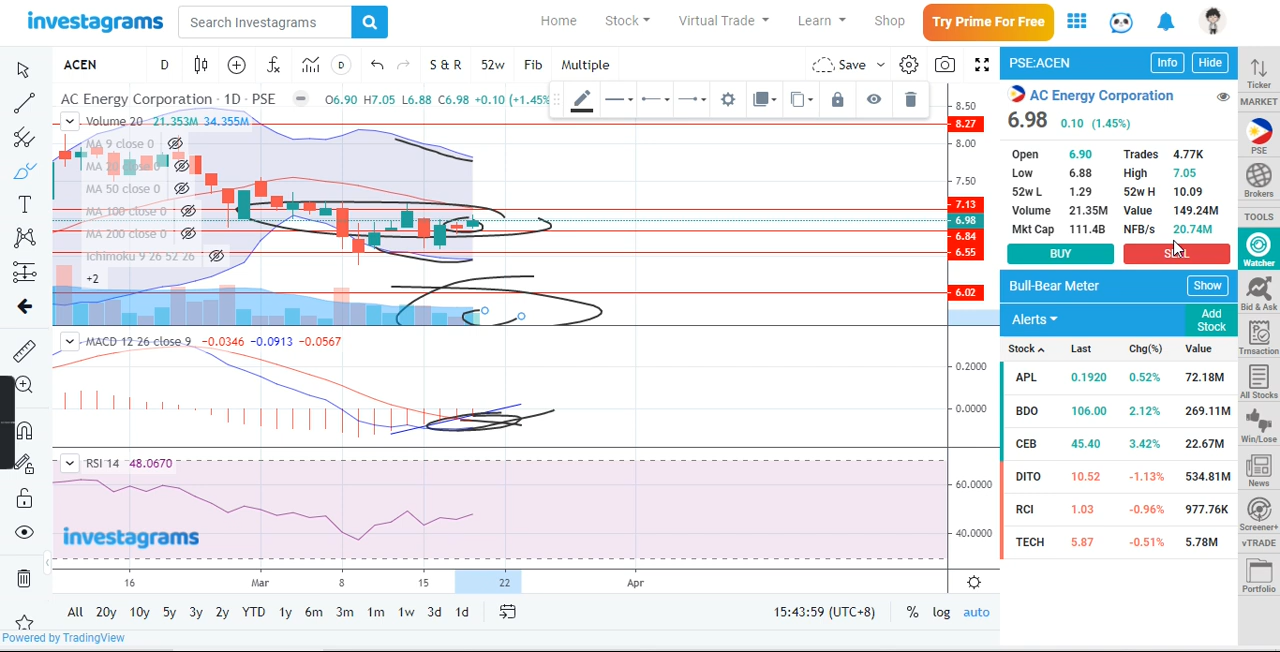 investagrams
Search Investagrams
Home Stock Virtual Trade Learn Shop
Try Prime For Free
ACEN D S & R 52w Fib Multiple Save
AC Energy Corporation · 1D · PSE O6.90 H7.05 L6.88 C6.98 +0.10 (+1.45%
Volume 20 21.353M 34.355M
MA 9 close 0
MA 20 close 0
MA 50 close 0
MA 100 close 0
MA 200 close 0
Ichimoku 9 26 52 26
+2
8.50
8.27
8.00
7.50
7.13
6.98
6.84
6.55
6.02
MACD 12 26 close 9 −0.0346 −0.0913 −0.0567
0.2000
0.0000
RSI 14 48.0670
60.0000
40.0000
investagrams
16 Mar 8 15 22 Apr
All 20y 10y 5y 3y 2y YTD 1y 6m 3m 1m 1w 3d 1d
15:43:59 (UTC+8) % log auto
Powered by TradingView
PSE:ACEN Info Hide
AC Energy Corporation
6.98 0.10 (1.45%)
Open 6.90 Trades 4.77K
Low 6.88 High 7.05
52w L 1.29 52w H 10.09
Volume 21.35M Value 149.24M
Mkt Cap 111.4B NFB/s 20.74M
BUY SELL
Bull-Bear Meter Show
Alerts Add Stock
Stock Last Chg(%) Value
APL 0.1920 0.52% 72.18M
BDO 106.00 2.12% 269.11M
CEB 45.40 3.42% 22.67M
DITO 10.52 -1.13% 534.81M
RCI 1.03 -0.96% 977.76K
TECH 5.87 -0.51% 5.78M
Ticker
MARKET
PSE
Brokers
TOOLS
Watcher
Bid & Ask
Trnsaction
All Stocks
Win/Lose
News
Screener+
vTRADE
Portfolio